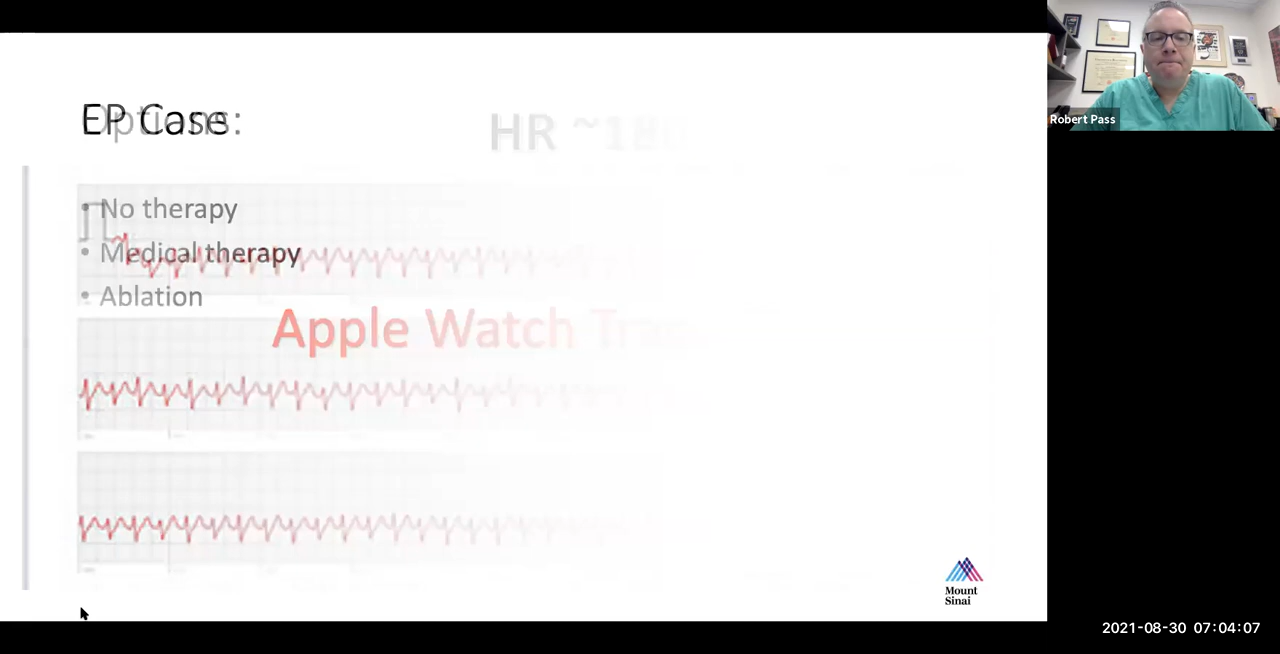 EP Case
Options:
HR ~180
• No therapy
• Medical therapy
• Ablation
Apple Watch
Mount
Sinai
Robert Pass
2021-08-30 07:04:07